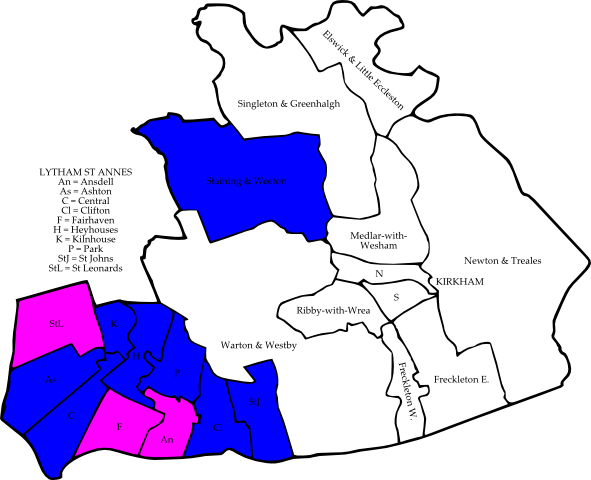 Elswick & Little Eccleston
Singleton & Greenhalgh
LYTHAM ST ANNES
An = Ansdell
As = Ashton
C = Central
Cl = Clifton
F = Fairhaven
H = Heyhouses
K = Kilnhouse
P = Park
StJ = St Johns
StL = St Leonards
Staining & Weeton
Medlar-with-
Wesham
Newton & Treales
N
KIRKHAM
S
Ribby-with-Wrea
Warton & Westby
StL
K
H
P
As
C
F
An
Cl
StJ
Freckleton W.
Freckleton E.